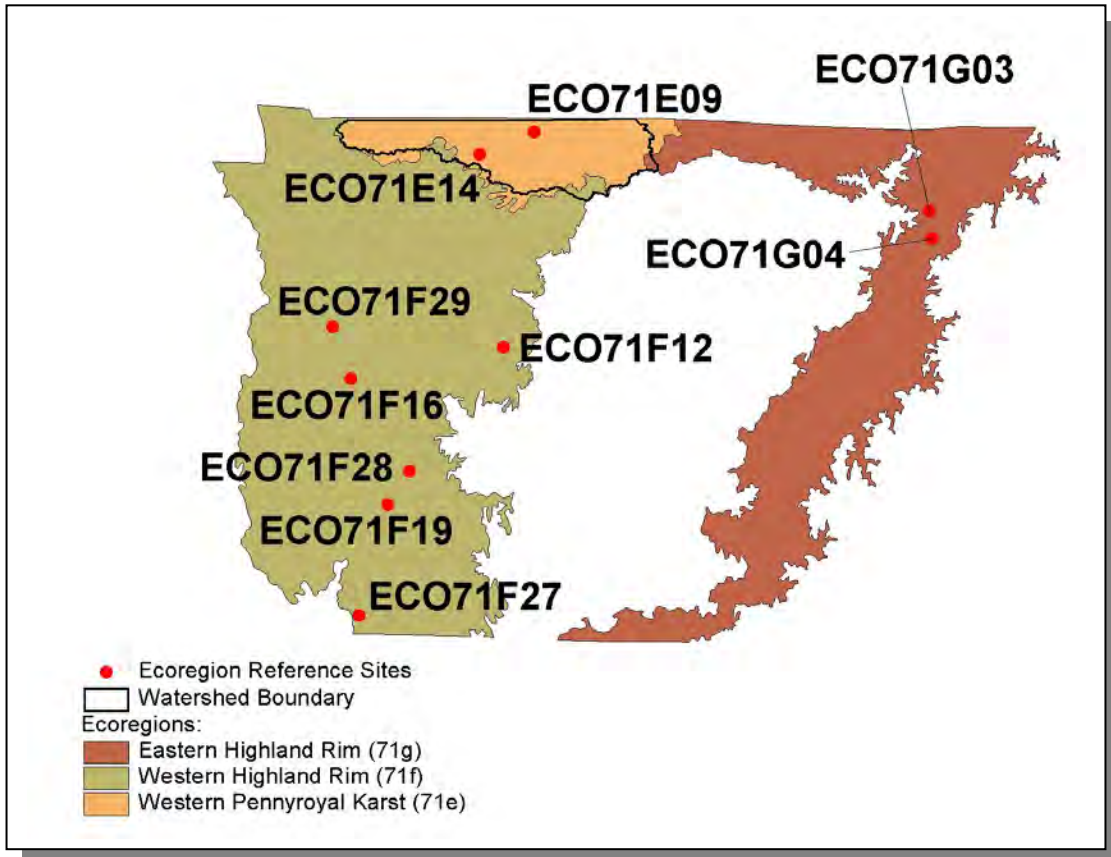 ECO71G03
ECO71E09
ECO71E14
ECO71G04
ECO71F29
ECO71F12
ECO71F16
ECO71F28
ECO71F19
ECO71F27
Ecoregion Reference Sites
Watershed Boundary
Ecoregions:
Eastern Highland Rim (71g)
Western Highland Rim (71f)
Western Pennyroyal Karst (71e)